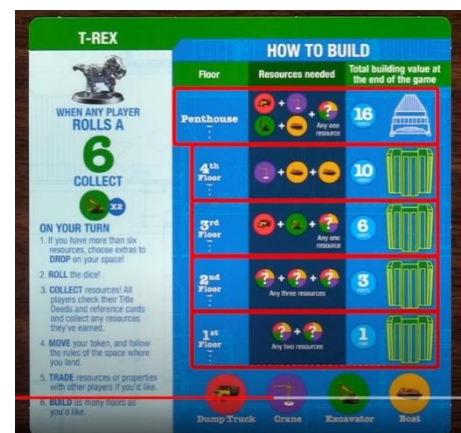 T-REX
WHEN ANY PLAYER
ROLLS A
6
COLLECT
X2
ON YOUR TURN
1. If you have more than six
resources, choose extras to
DROP on your space!
2. ROLL the dice!
3. COLLECT resources! All
players check their Title
Deeds and reference cards
and collect any resources
they've earned.
4. MOVE your token, and follow
the rules of the space where
you land.
5. TRADE resources or properties
with other players if you'd like.
6. BUILD as many floors as
you'd like.
HOW TO BUILD
Floor
Resources needed
Total building value at
the end of the game
Penthouse
+ + ?
+
Any one
resource
16
4th
Floor
+ +
10
3rd
Floor
+ + ?
Any one
resource
6
2nd
Floor
? + ? + ?
Any three resources
3
1st
Floor
? + ?
Any two resources
1
Dump Truck
Crane
Excavator
Boat